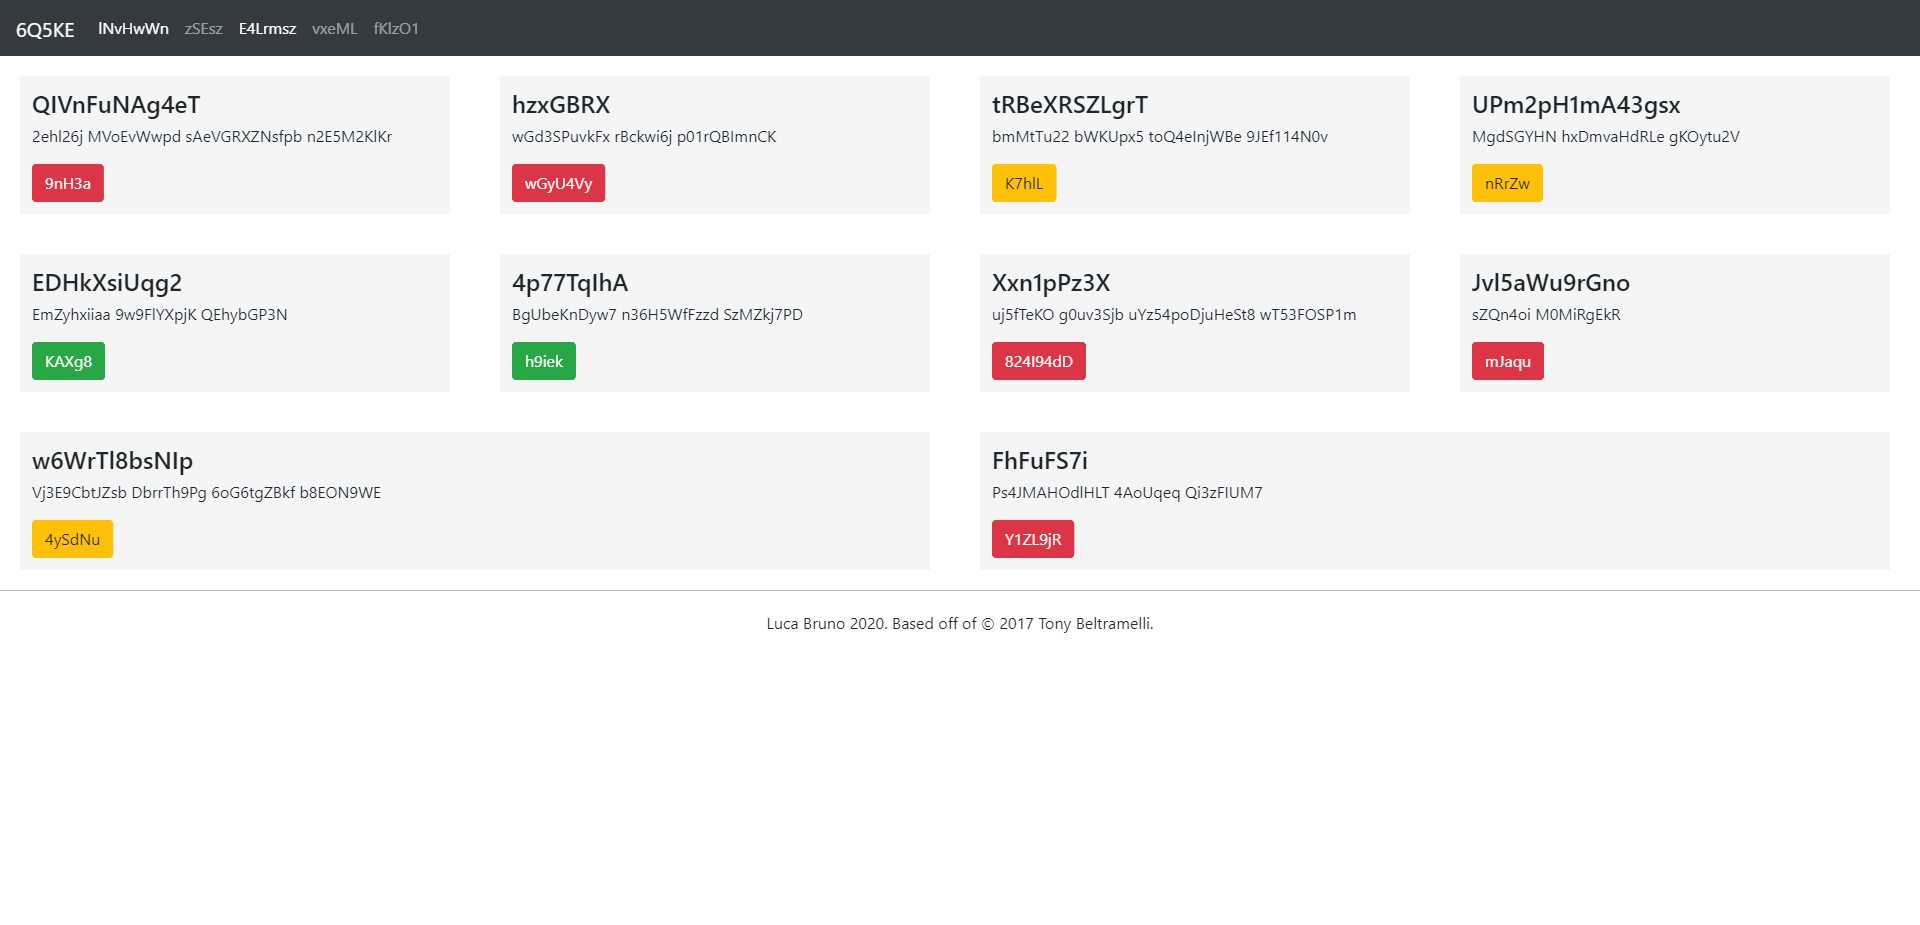 6Q5KE lNvHwWn zSEsz E4Lrmsz vxeML fKlzO1
QIVnFuNAg4eT
2ehl26j MVoEvWwpd sAeVGRXZNsfpb n2E5M2KlKr
9nH3a
hzxGBRX
wGd3SPuvkFx rBckwi6j p01rQBImnCK
wGyU4Vy
tRBeXRSZLgrT
bmMtTu22 bWKUpx5 toQ4eInjWBe 9JEf114N0v
K7hlL
UPm2pH1mA43gsx
MgdSGYHN hxDmvaHdRLe gKOytu2V
nRrZw
EDHkXsiUqg2
EmZyhxiiaa 9w9FlYXpjK QEhybGP3N
KAXg8
4p77TqIhA
BgUbeKnDyw7 n36H5WfFzzd SzMZkj7PD
h9iek
Xxn1pPz3X
uj5fTeKO g0uv3Sjb uYz54poDjuHeSt8 wT53FOSP1m
824I94dD
Jvl5aWu9rGno
sZQn4oi M0MiRgEkR
mJaqu
w6WrTl8bsNIp
Vj3E9CbtJZsb DbrrTh9Pg 6oG6tgZBkf b8EON9WE
4ySdNu
FhFuFS7i
Ps4JMAHOdlHLT 4AoUqeq Qi3zFIUM7
Y1ZL9jR
Luca Bruno 2020. Based off of © 2017 Tony Beltramelli.